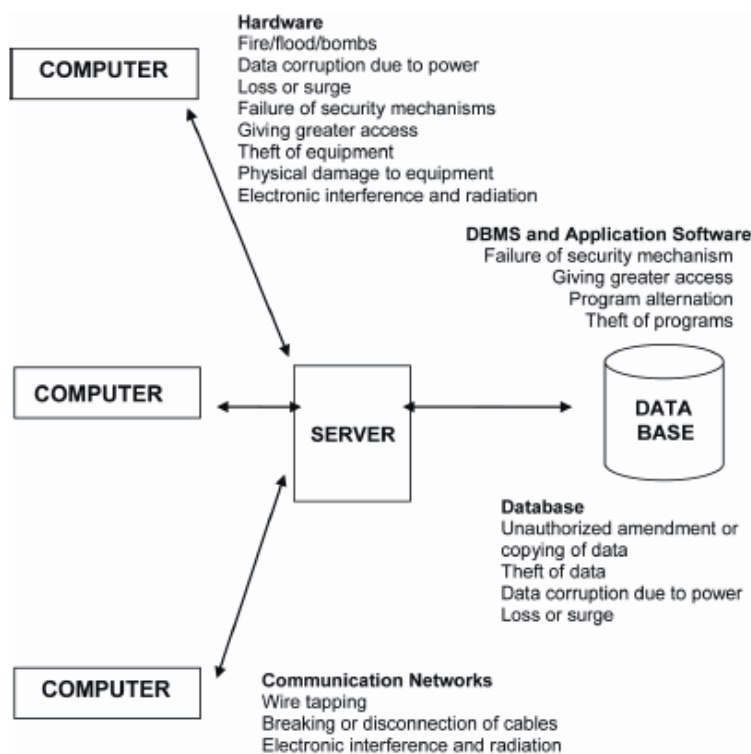 Hardware
Fire/flood/bombs
Data corruption due to power
Loss or surge
Failure of security mechanisms
Giving greater access
Theft of equipment
Physical damage to equipment
Electronic interference and radiation
COMPUTER
DBMS and Application Software
Failure of security mechanism
Giving greater access
Program alternation
Theft of programs
COMPUTER
SERVER
DATA
BASE
Database
Unauthorized amendment or
copying of data
Theft of data
Data corruption due to power
Loss or surge
COMPUTER
Communication Networks
Wire tapping
Breaking or disconnection of cables
Electronic interference and radiation